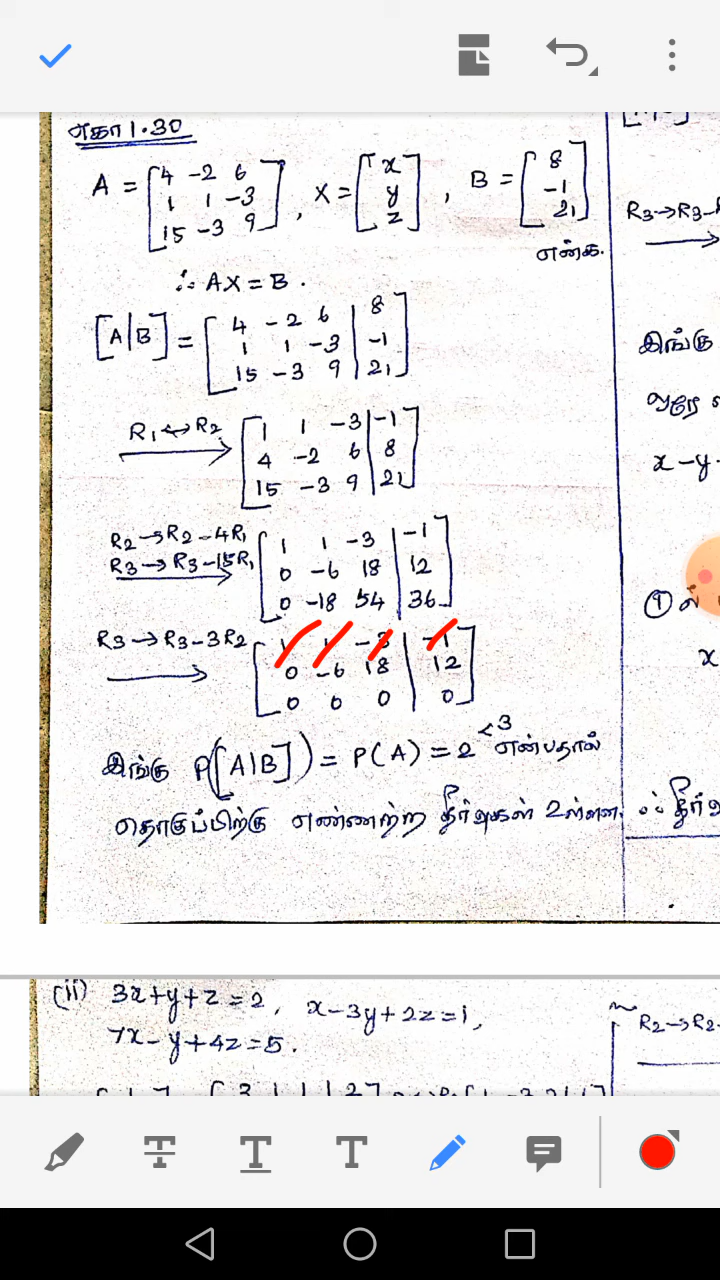 எகா 1.30
A = [4 -2 6
1 1 -3
15 -3 9], X = [x
y
z], B = [8
-1
21] என்க.
∴ AX = B.
[A|B] = [4 -2 6 | 8
1 1 -3 | -1
15 -3 9 | 21]
R1↔R2 → [1 1 -3 | -1
4 -2 6 | 8
15 -3 9 | 21]
R2→R2-4R1
R3→R3-15R1 → [1 1 -3 | -1
0 -6 18 | 12
0 -18 54 | 36]
R3→R3-3R2 → [1 1 -3 | -1
0 -6 18 | 12
0 0 0 | 0]
இங்கு P([A|B]) = P(A) = 2 < 3 என்பதால்
தொகுப்பிற்கு எண்ணற்ற தீர்வுகள் உள்ளன.
R3→R3-
இங்கு
x-y-
x
(ii) 3x+y+z=2, x-3y+2z=1,
7x-y+4z=5.
R2→R2-
T T T